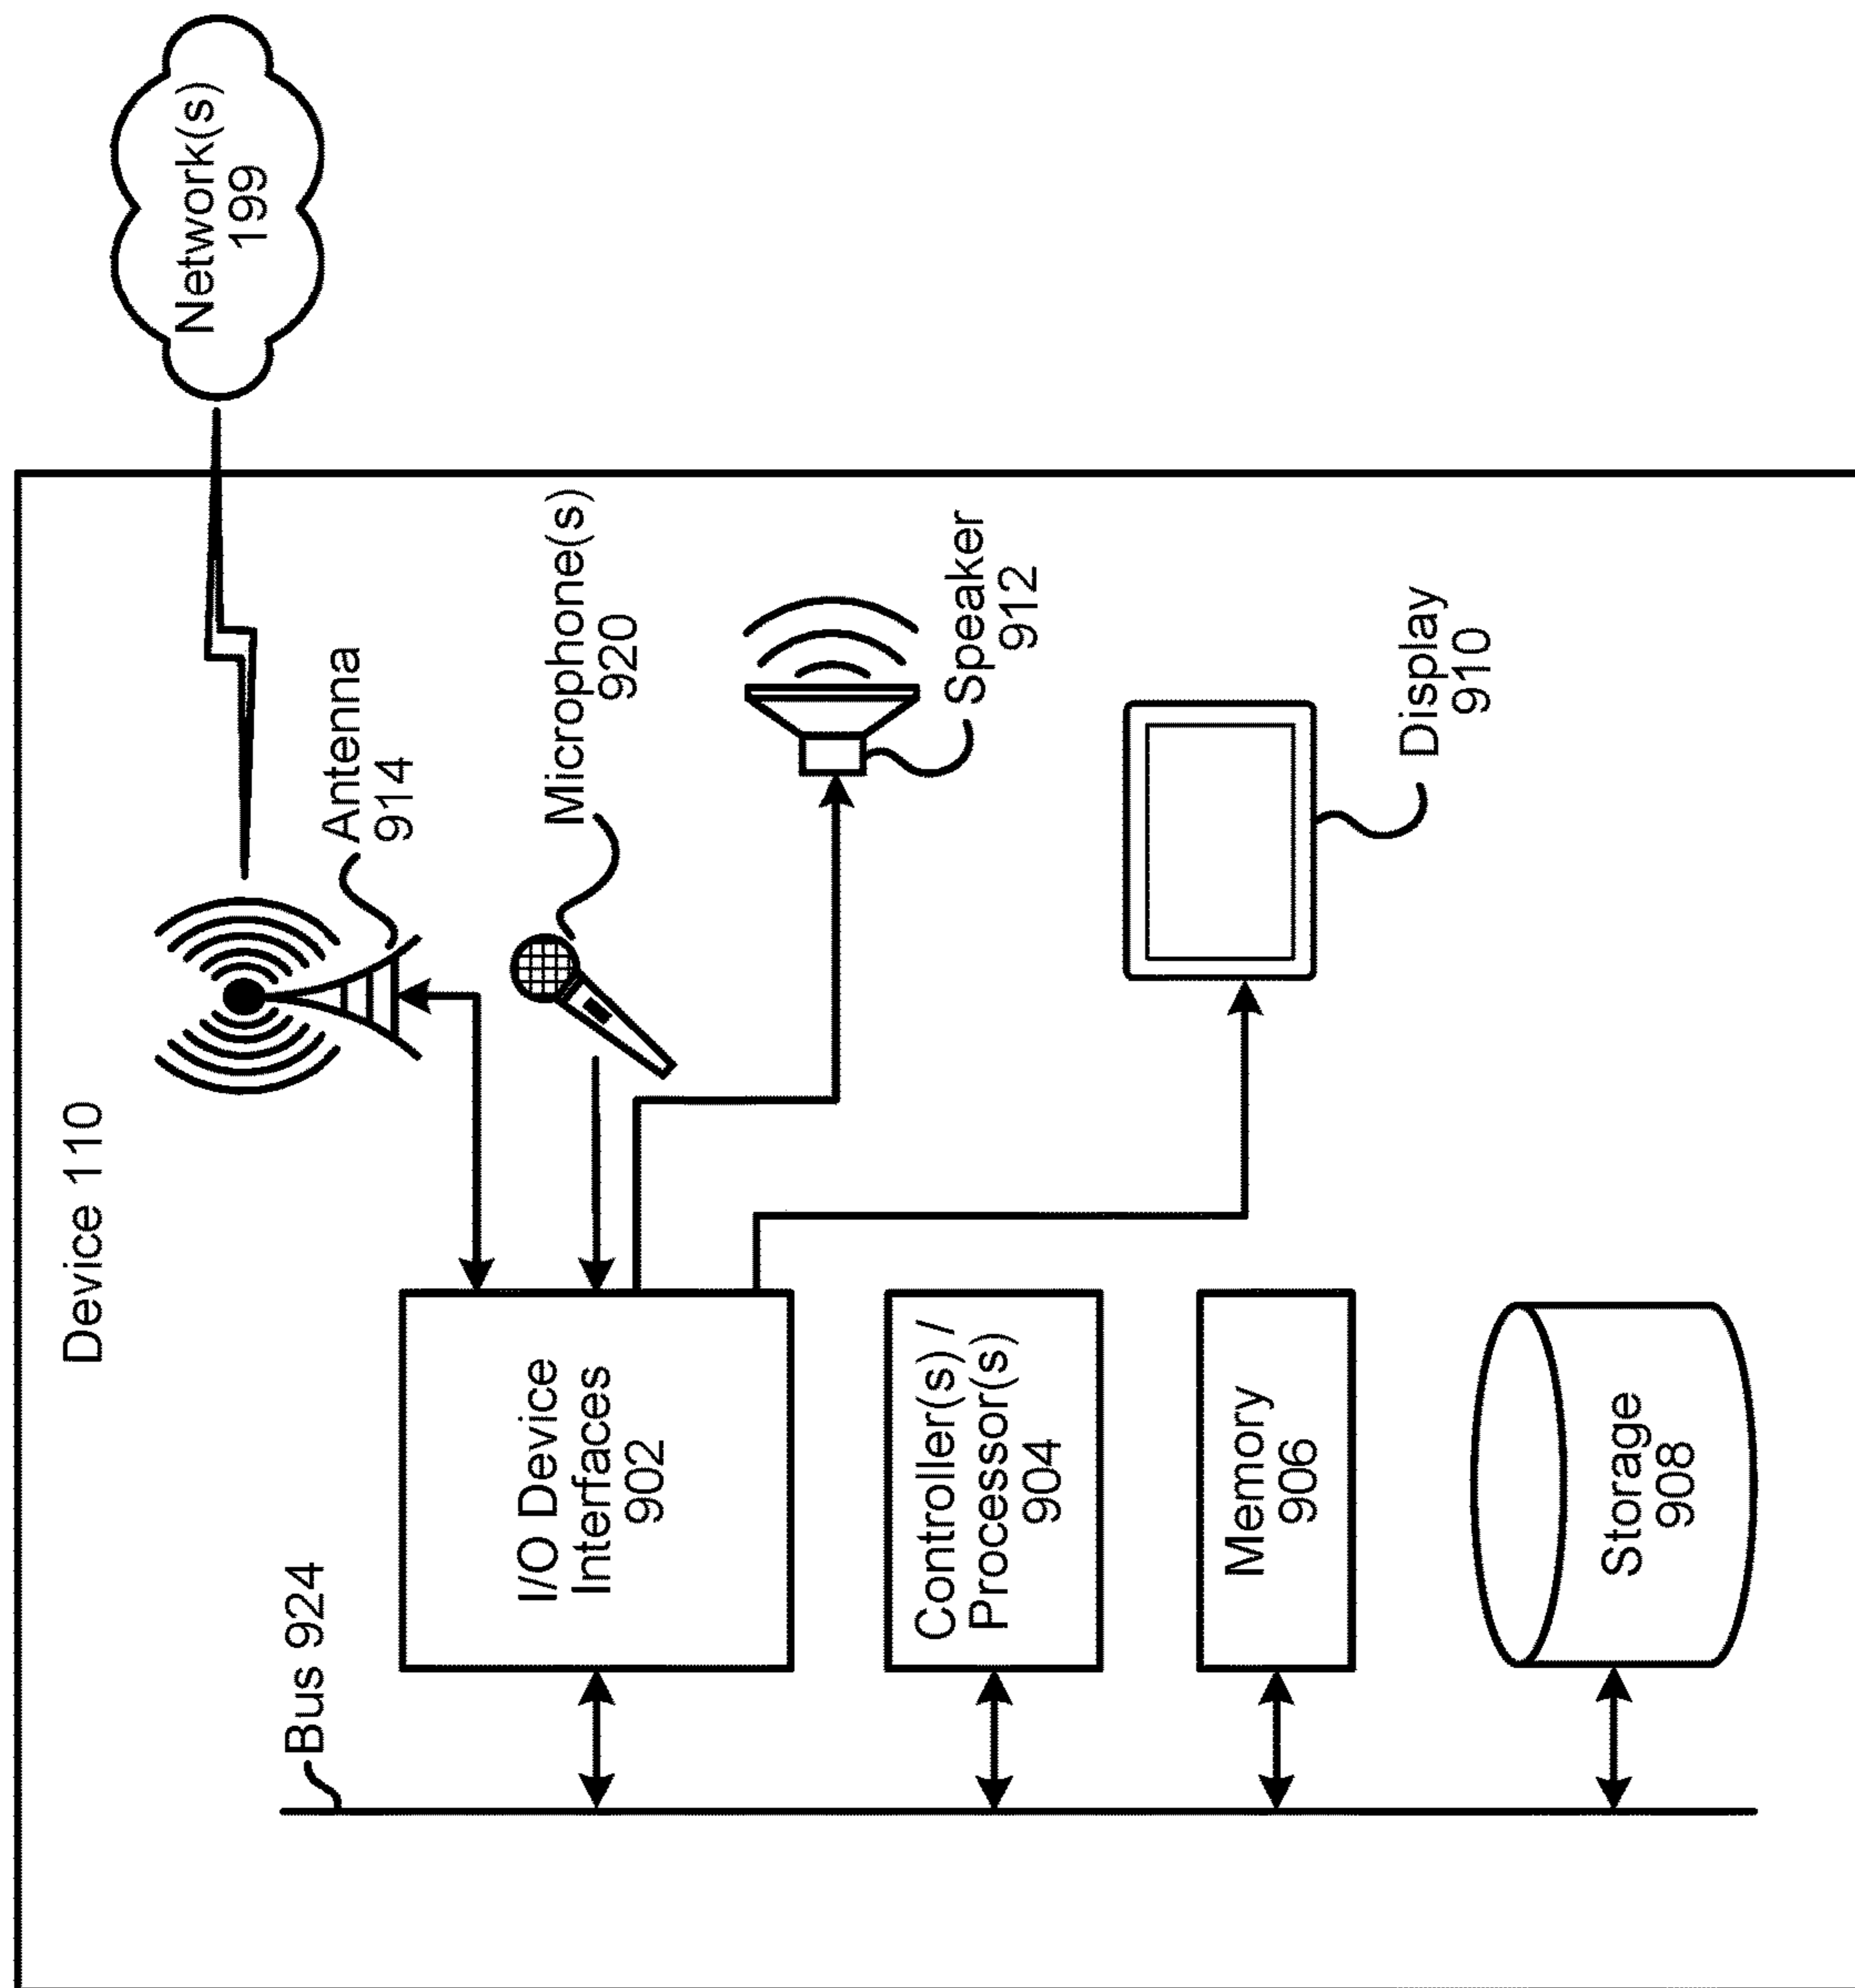 Device 110
Bus 924
I/O Device
Interfaces
902
Controller(s) /
Processor(s)
904
Memory
906
Storage
908
Antenna
914
Microphone(s)
920
Speaker
912
Display
910
Network(s)
199